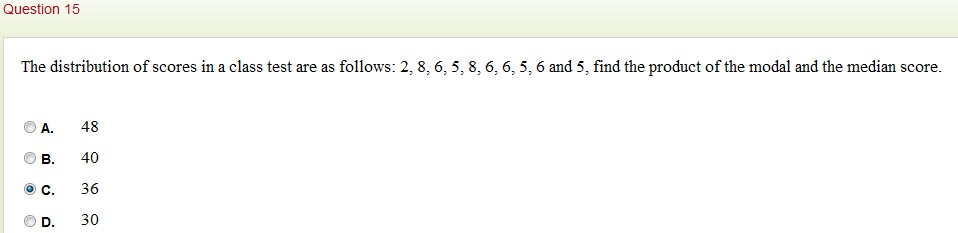 Question 15
The distribution of scores in a class test are as follows: 2, 8, 6, 5, 8, 6, 6, 5, 6 and 5, find the product of the modal and the median score.
A. 48
B. 40
C. 36
D. 30